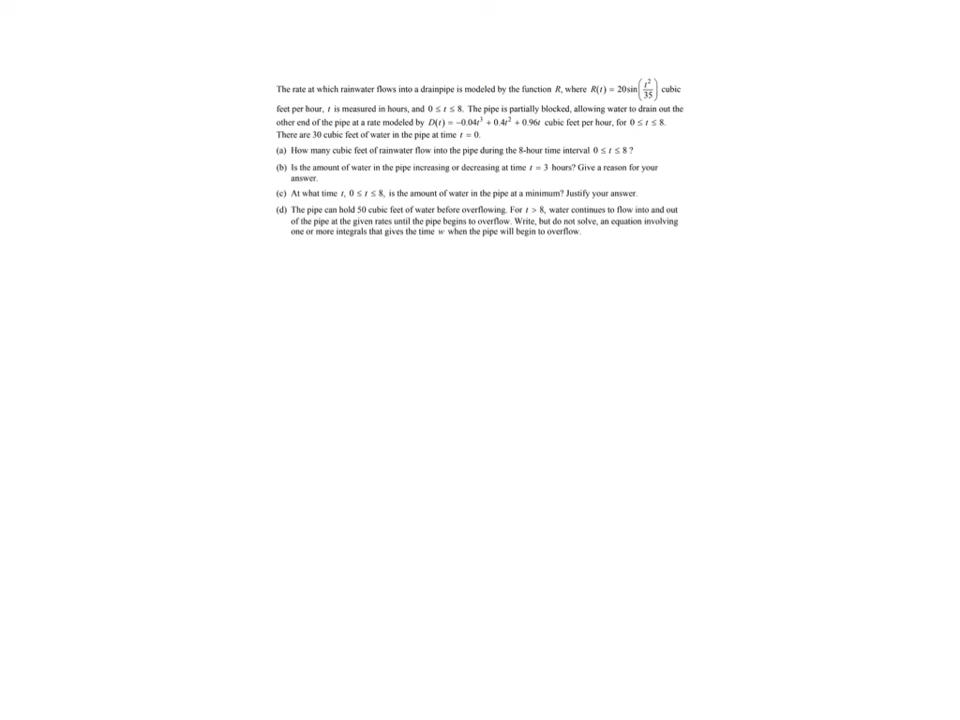 The rate at which rainwater flows into a drainpipe is modeled by the function R, where R(t) = 20sin(t²/35) cubic
feet per hour, t is measured in hours, and 0 ≤ t ≤ 8. The pipe is partially blocked, allowing water to drain out the
other end of the pipe at a rate modeled by D(t) = −0.04t³ + 0.4t² + 0.96t cubic feet per hour, for 0 ≤ t ≤ 8.
There are 30 cubic feet of water in the pipe at time t = 0.
(a) How many cubic feet of rainwater flow into the pipe during the 8-hour time interval 0 ≤ t ≤ 8 ?
(b) Is the amount of water in the pipe increasing or decreasing at time t = 3 hours? Give a reason for your
answer.
(c) At what time t, 0 ≤ t ≤ 8, is the amount of water in the pipe at a minimum? Justify your answer.
(d) The pipe can hold 50 cubic feet of water before overflowing. For t > 8, water continues to flow into and out
of the pipe at the given rates until the pipe begins to overflow. Write, but do not solve, an equation involving
one or more integrals that gives the time w when the pipe will begin to overflow.